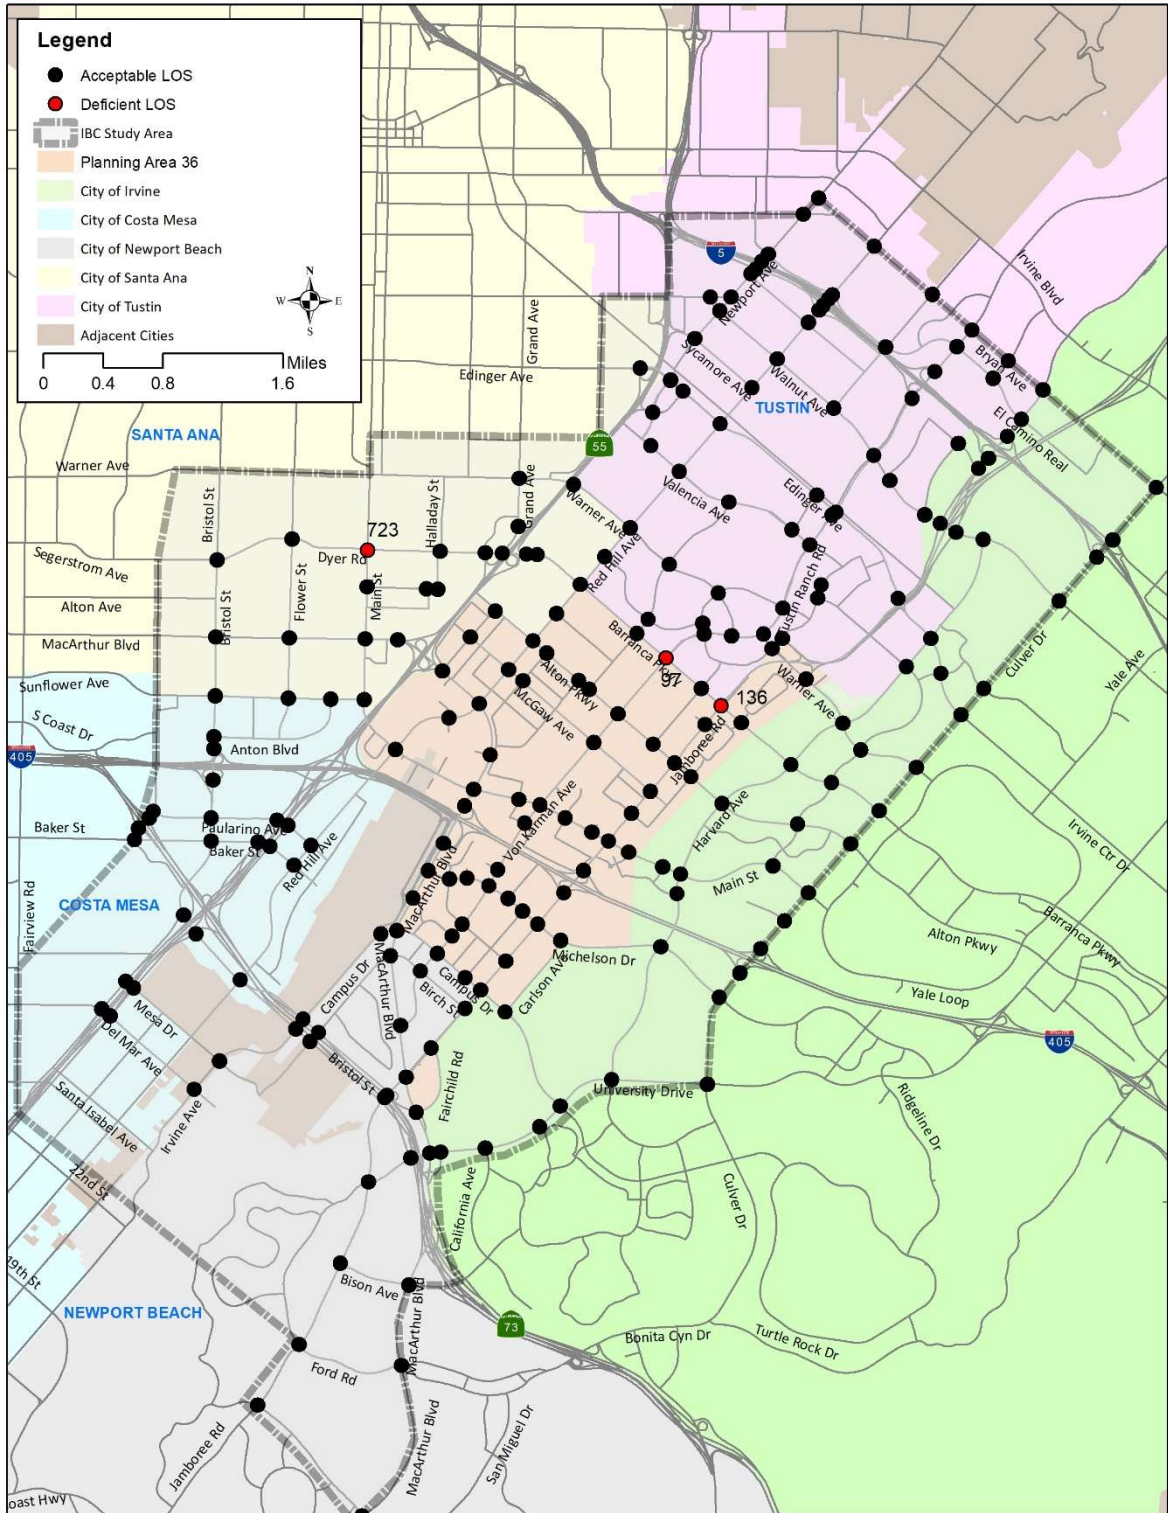 Legend
Acceptable LOS
Deficient LOS
IBC Study Area
Planning Area 36
City of Irvine
City of Costa Mesa
City of Newport Beach
City of Santa Ana
City of Tustin
Adjacent Cities
N
W E
S
Miles
0 0.4 0.8 1.6
5
Newport Ave
Irvine Blvd
Grand Ave
Edinger Ave
Sycamore Ave
Walnut Ave
Bryan Ave
TUSTIN
El Camino Real
SANTA ANA
55
Warner Ave
Bristol St
Halladay St
Grand Ave
Warner Ave
Valencia Ave
Edinger Ave
723
Dyer Rd
Segerstrom Ave
Flower St
Main St
Red Hill Ave
Tustin Ranch Rd
Alton Ave
Bristol St
MacArthur Blvd
Barranca Pkwy
Culver Dr
Yale Ave
Alton Pkwy
97
Warner Ave
Sunflower Ave
McGaw Ave
136
S Coast Dr
Anton Blvd
Jamboree Rd
405
Baker St
Paularino Ave
Baker St
Red Hill Ave
Von Karman Ave
Harvard Ave
Irvine Ctr Dr
MacArthur Blvd
Main St
Fairview Rd
COSTA MESA
Barranca Pkwy
Alton Pkwy
Michelson Dr
Campus Dr
MacArthur Blvd
Campus Dr
Birch St
Carlson Ave
Yale Loop
Mesa Dr
Del Mar Ave
405
Bristol St
Fairchild Rd
University Drive
Santa Isabel Ave
Irvine Ave
Ridgeline Dr
22nd St
California Ave
Culver Dr
19th St
Bison Ave
MacArthur Blvd
NEWPORT BEACH
73
Bonita Cyn Dr
Turtle Rock Dr
Ford Rd
Jamboree Rd
MacArthur Blvd
San Miguel Dr
oast Hwy